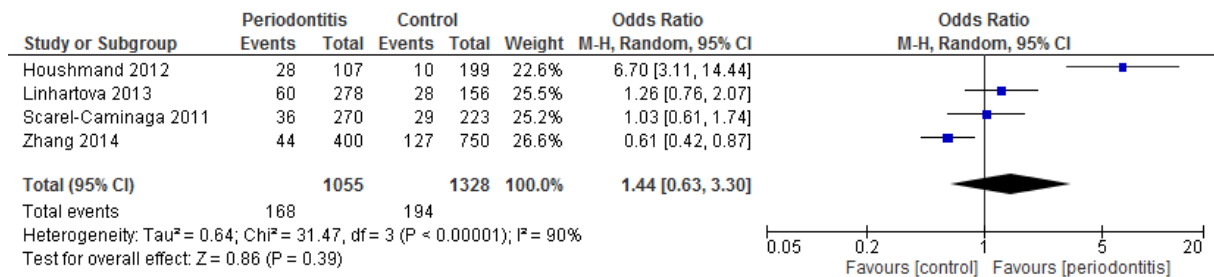 Periodontitis Control Odds Ratio Odds Ratio
Study or Subgroup Events Total Events Total Weight M-H, Random, 95% CI M-H, Random, 95% CI
Houshmand 2012 28 107 10 199 22.6% 6.70 [3.11, 14.44]
Linhartova 2013 60 278 28 156 25.5% 1.26 [0.76, 2.07]
Scarel-Caminaga 2011 36 270 29 223 25.2% 1.03 [0.61, 1.74]
Zhang 2014 44 400 127 750 26.6% 0.61 [0.42, 0.87]
Total (95% CI) 1055 1328 100.0% 1.44 [0.63, 3.30]
Total events 168 194
Heterogeneity: Tau² = 0.64; Chi² = 31.47, df = 3 (P < 0.00001); I² = 90%
Test for overall effect: Z = 0.86 (P = 0.39)
0.05 0.2 1 5 20
Favours [control] Favours [periodontitis]